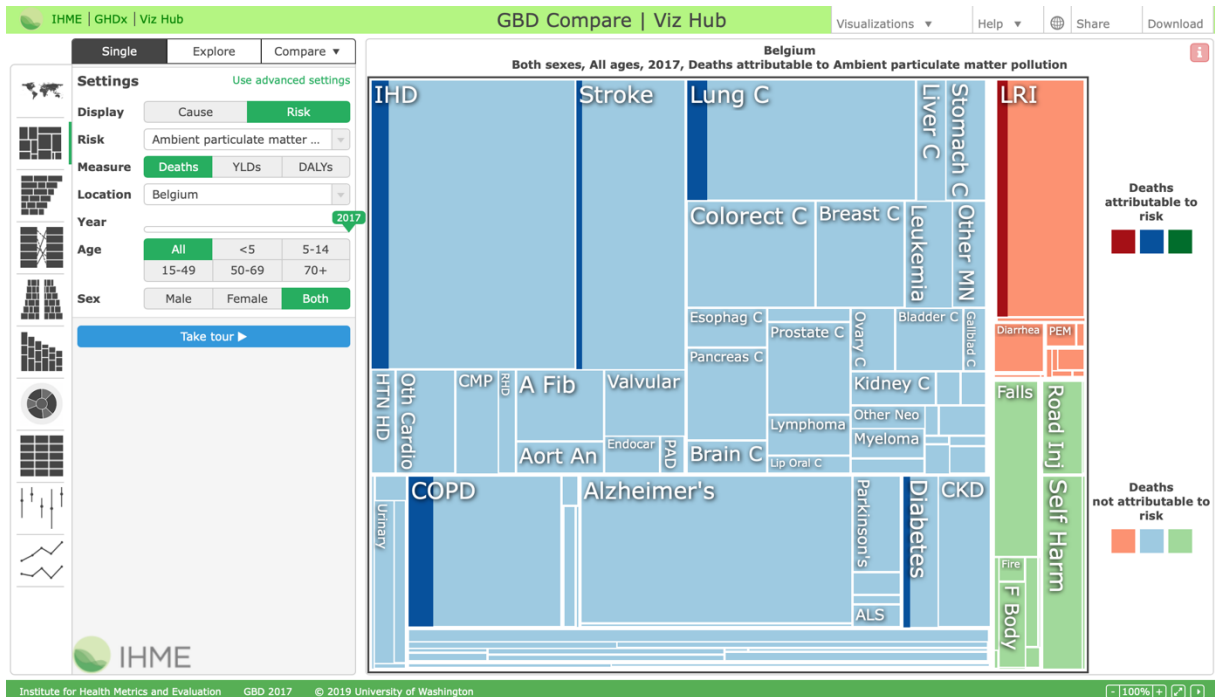 IHME | GHDx | Viz Hub
GBD Compare | Viz Hub
Visualizations ▼
Help ▼
Share
Download
Single
Explore
Compare ▼
Settings
Use advanced settings
Display
Cause
Risk
Risk
Ambient particulate matter ...
Measure
Deaths
YLDs
DALYs
Location
Belgium
Year
2017
Age
All
<5
5-14
15-49
50-69
70+
Sex
Male
Female
Both
Take tour ▶
IHME
Belgium
Both sexes, All ages, 2017, Deaths attributable to Ambient particulate matter pollution
i
IHD
Stroke
Lung C
Liver C
Stomach C
LRI
Colorect C
Breast C
Leukemia
Other MN
Esophag C
Pancreas C
Prostate C
Ovary C
Bladder C
Gallblad C
Diarrhea
PEM
HTN HD
Oth Cardio
CMP
RHD
A Fib
Valvular
Aort An
Endocar
PAD
Brain C
Lymphoma
Lip Oral C
Kidney C
Other Neo
Myeloma
Falls
Road Inj
Urinary
COPD
Alzheimer's
Parkinson's
ALS
Diabetes
CKD
Fire
F Body
Self Harm
Deaths
attributable to
risk
Deaths
not attributable to
risk
Institute for Health Metrics and Evaluation
GBD 2017
© 2019 University of Washington
- 100% +